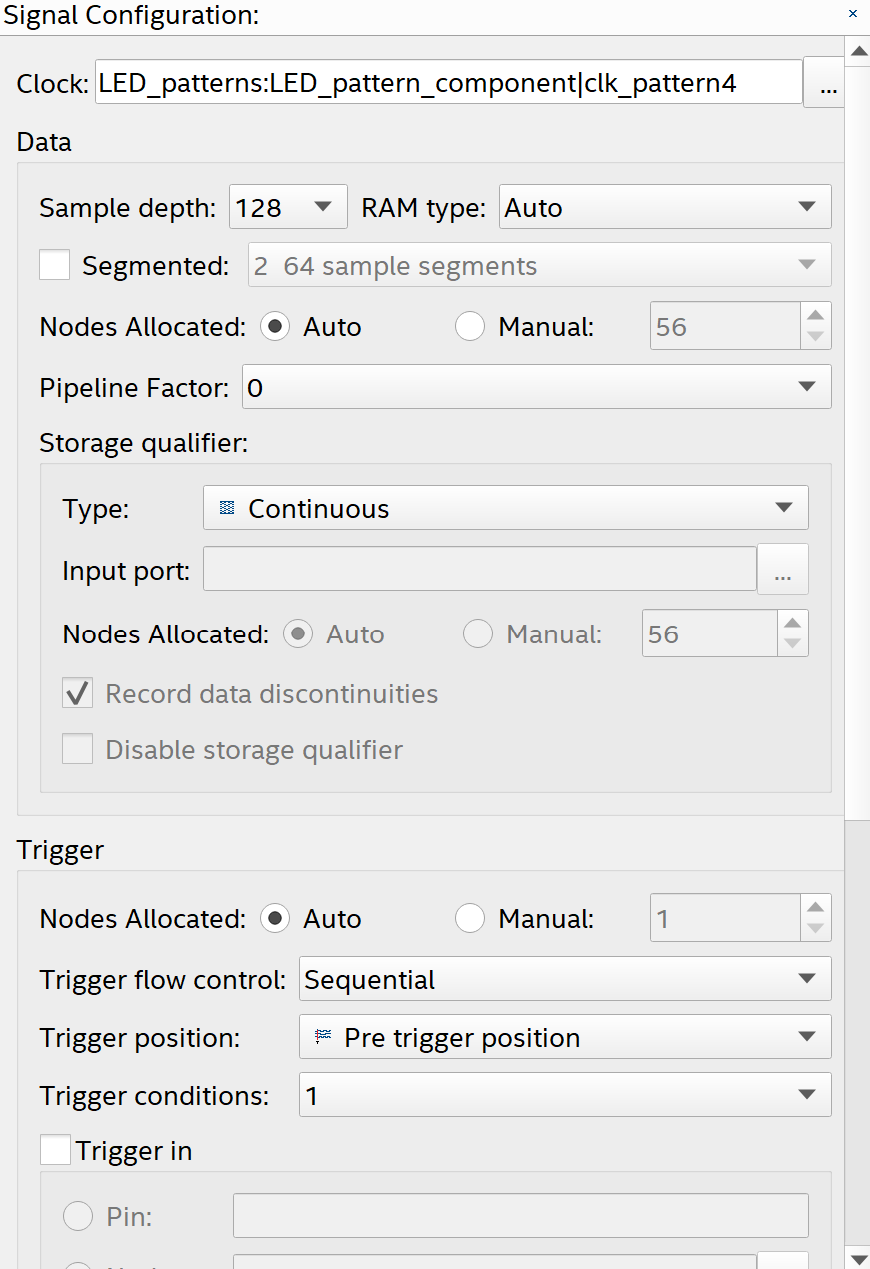 Signal Configuration: ×
Clock: LED_patterns:LED_pattern_component|clk_pattern4 ...
Data
Sample depth: 128 RAM type: Auto
Segmented: 2 64 sample segments
Nodes Allocated: Auto Manual: 56
Pipeline Factor: 0
Storage qualifier:
Type: Continuous
Input port: ...
Nodes Allocated: Auto Manual: 56
Record data discontinuities
Disable storage qualifier
Trigger
Nodes Allocated: Auto Manual: 1
Trigger flow control: Sequential
Trigger position: Pre trigger position
Trigger conditions: 1
Trigger in
Pin: